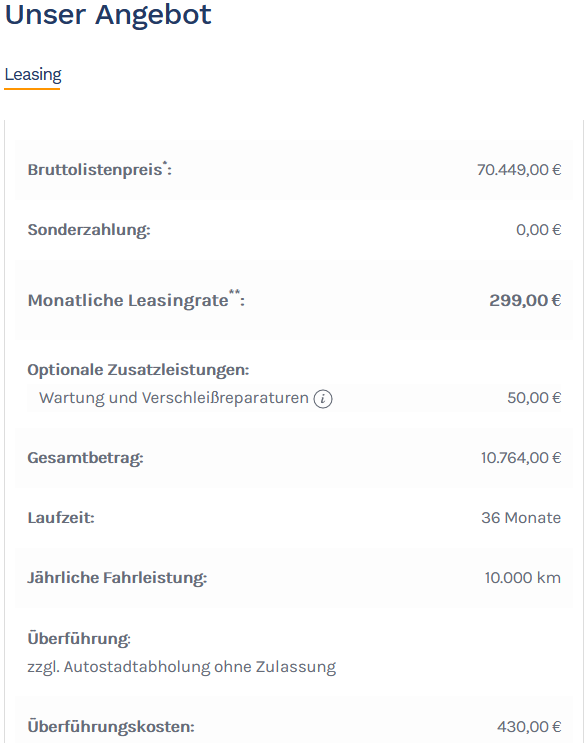 Unser Angebot
Leasing
Bruttolistenpreis*: 70.449,00 €
Sonderzahlung: 0,00 €
Monatliche Leasingrate**: 299,00 €
Optionale Zusatzleistungen:
Wartung und Verschleißreparaturen i 50,00 €
Gesamtbetrag: 10.764,00 €
Laufzeit: 36 Monate
Jährliche Fahrleistung: 10.000 km
Überführung:
zzgl. Autostadtabholung ohne Zulassung
Überführungskosten: 430,00 €